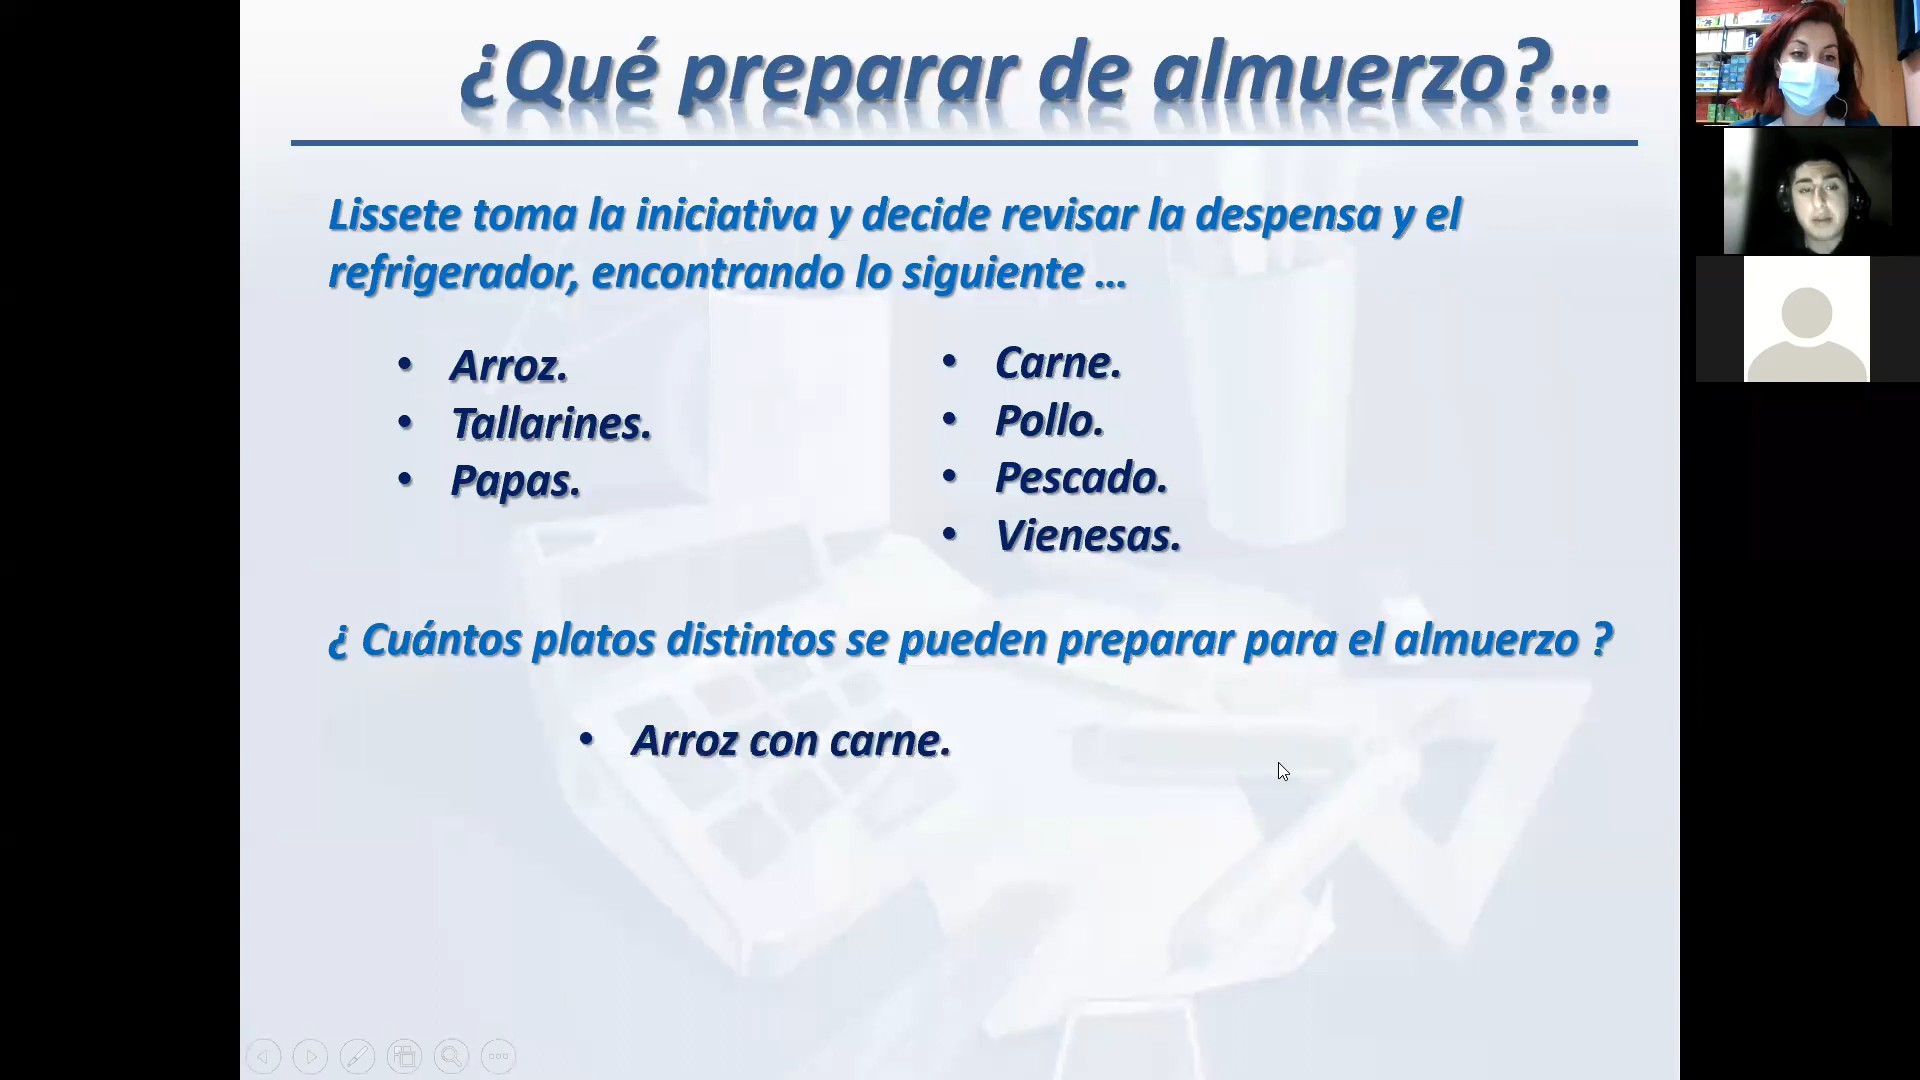 ¿Qué preparar de almuerzo?...
Lissete toma la iniciativa y decide revisar la despensa y el
refrigerador, encontrando lo siguiente ...
• Arroz.
• Tallarines.
• Papas.
• Carne.
• Pollo.
• Pescado.
• Vienesas.
¿ Cuántos platos distintos se pueden preparar para el almuerzo ?
• Arroz con carne.